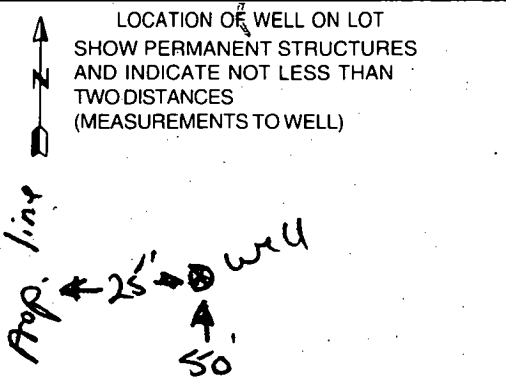 LOCATION OF WELL ON LOT
N
SHOW PERMANENT STRUCTURES
AND INDICATE NOT LESS THAN
TWO DISTANCES
(MEASUREMENTS TO WELL)
Prop. line
25'
well
50'